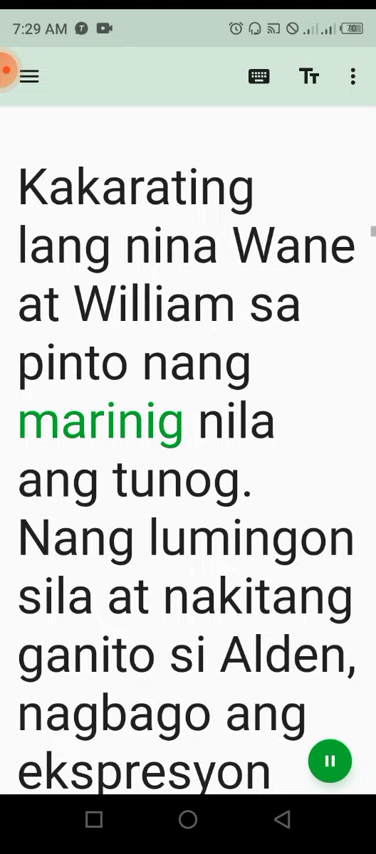 7:29 AM
70
Kakarating
lang nina Wane
at William sa
pinto nang
marinig nila
ang tunog.
Nang lumingon
sila at nakitang
ganito si Alden,
nagbago ang
ekspresyon